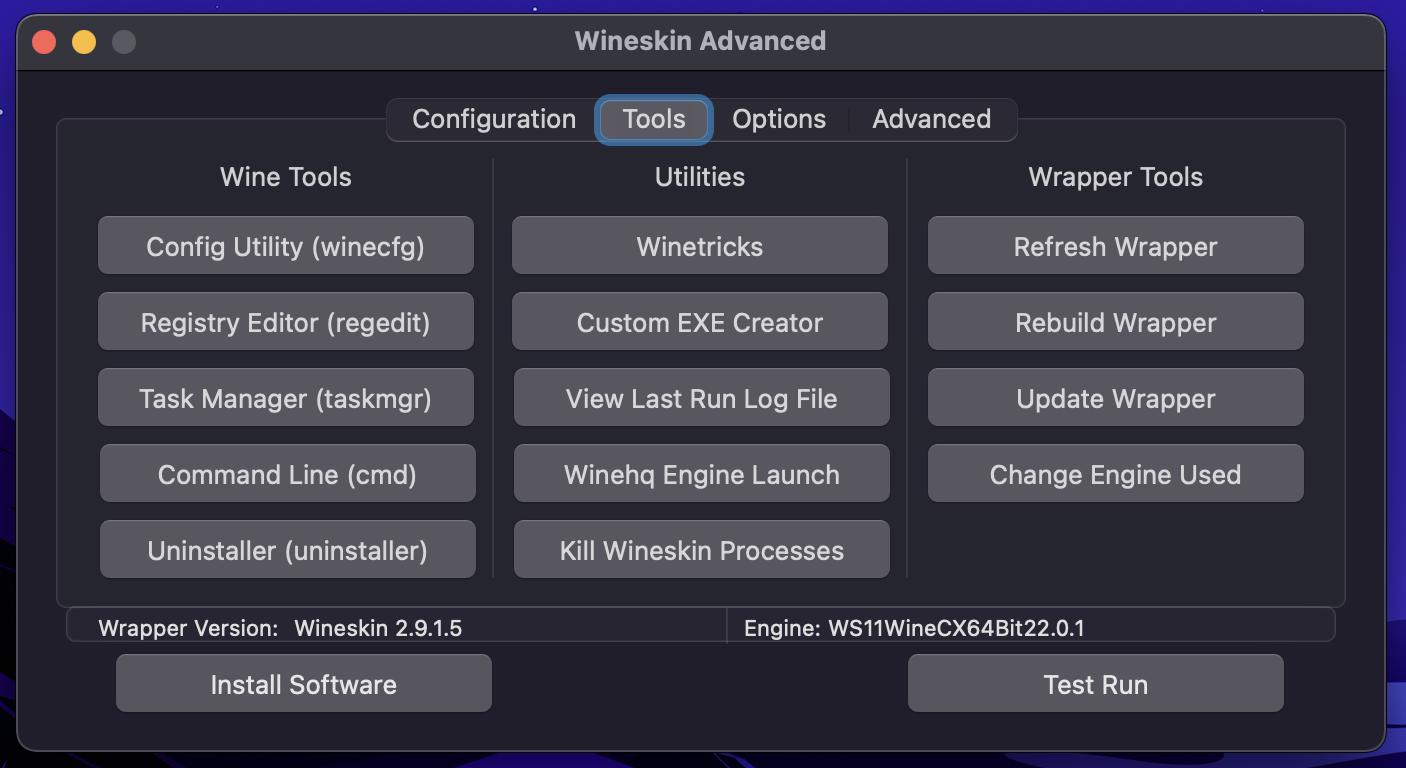 Wineskin Advanced
Configuration
Tools
Options
Advanced
Wine Tools
Config Utility (winecfg)
Registry Editor (regedit)
Task Manager (taskmgr)
Command Line (cmd)
Uninstaller (uninstaller)
Utilities
Winetricks
Custom EXE Creator
View Last Run Log File
Winehq Engine Launch
Kill Wineskin Processes
Wrapper Tools
Refresh Wrapper
Rebuild Wrapper
Update Wrapper
Change Engine Used
Wrapper Version: Wineskin 2.9.1.5
Engine: WS11WineCX64Bit22.0.1
Install Software
Test Run